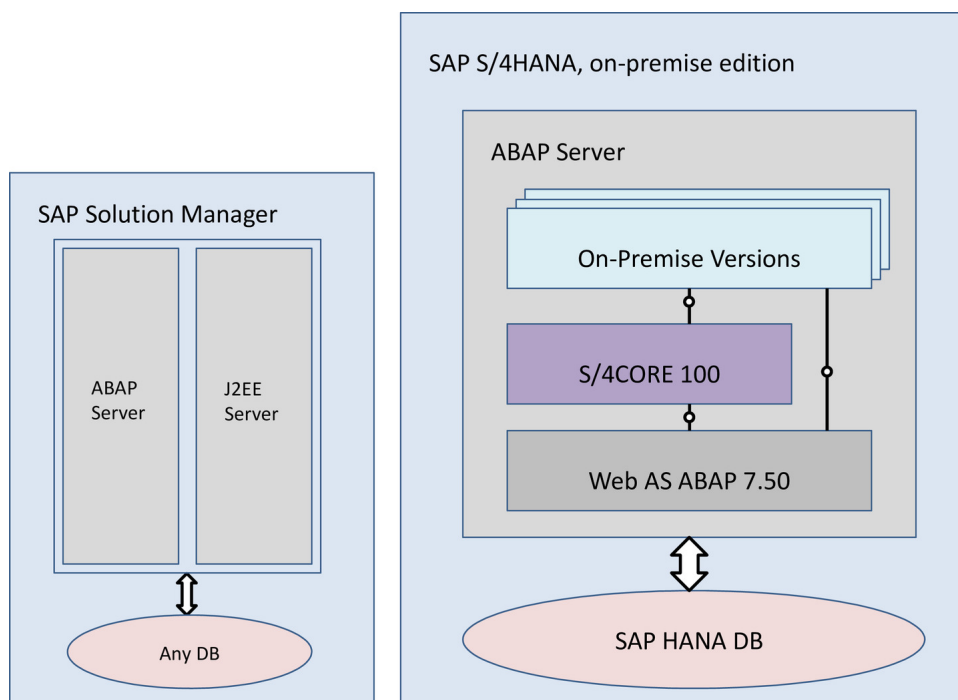 SAP Solution Manager
ABAP
Server
J2EE
Server
Any DB
SAP S/4HANA, on-premise edition
ABAP Server
On-Premise Versions
S/4CORE 100
Web AS ABAP 7.50
SAP HANA DB